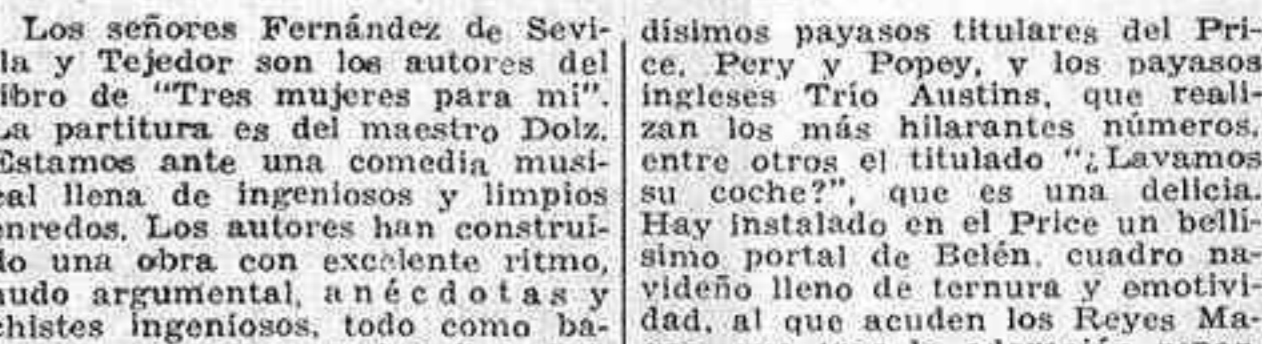 Los señores Fernández de Sevi-
la y Tejedor son los autores del
ibro de "Tres mujeres para mi".
La partitura es del maestro Dolz.
Estamos ante una comedia musi-
cal llena de ingeniosos y limpios
enredos. Los autores han construi-
do una obra con excelente ritmo,
nudo argumental, anécdotas y
chistes ingeniosos, todo como ba-
dísimos payasos titulares del Pri-
ce, Pery y Popey, y los payasos
ingleses Trío Austins, que reali-
zan los más hilarantes números,
entre otros el titulado "¿Lavamos
su coche?", que es una delicia.
Hay instalado en el Price un belli-
simo portal de Belén, cuadro na-
videño lleno de ternura y emotivi-
dad, al que acuden los Reyes Ma-